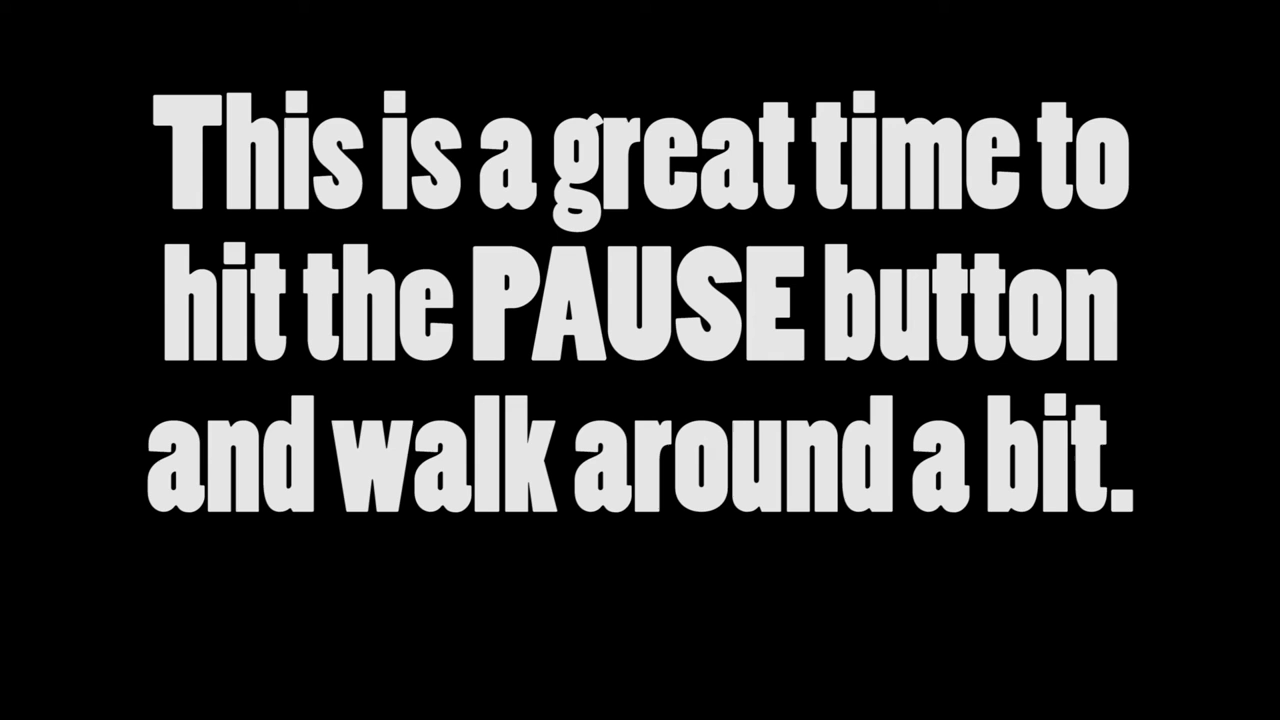 This is a great time to
hit the PAUSE button
and walk around a bit.